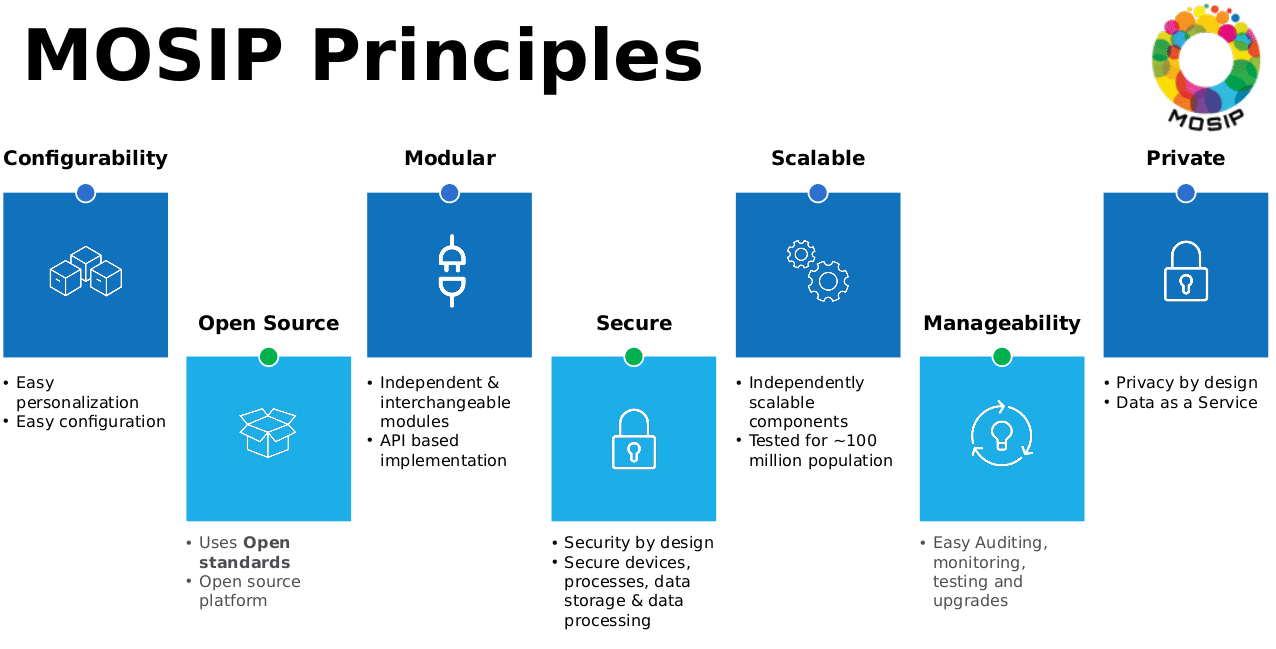 MOSIP Principles
MOSIP
Configurability
• Easy
personalization
• Easy configuration
Open Source
• Uses Open
standards
• Open source
platform
Modular
• Independent &
interchangeable
modules
• API based
implementation
Secure
• Security by design
• Secure devices,
processes, data
storage & data
processing
Scalable
• Independently
scalable
components
• Tested for ~100
million population
Manageability
• Easy Auditing,
monitoring,
testing and
upgrades
Private
• Privacy by design
• Data as a Service